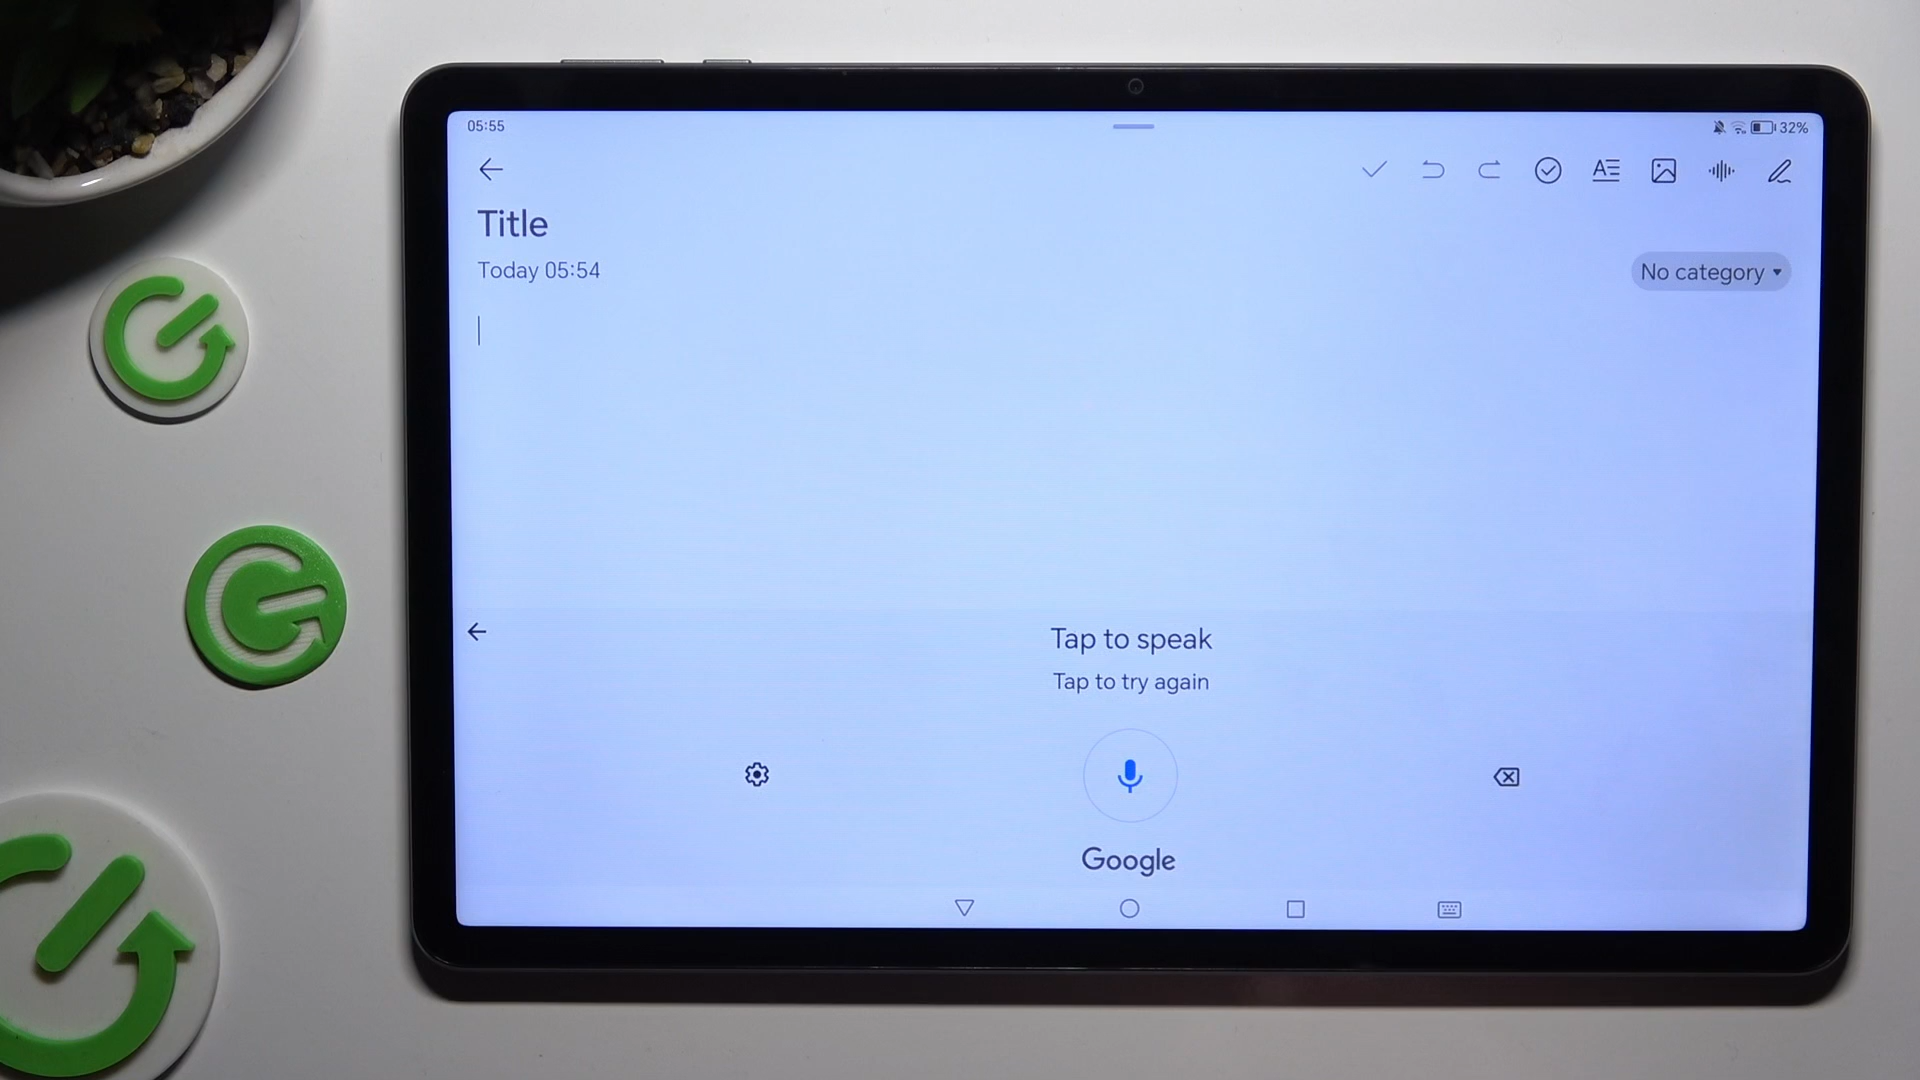 05:55
32%
Title
Today 05:54
No category
Tap to speak
Tap to try again
Google